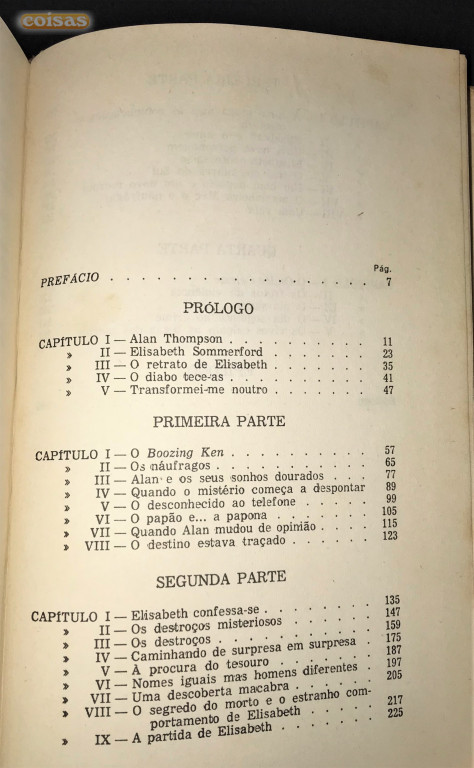 coisas
Pág.
PREFÁCIO . . . . . . . . . . . . . . . . . . 7
PRÓLOGO
CAPÍTULO I — Alan Thompson . . . . . . . . . . 11
» II — Elisabeth Sommerford . . . . . . . 23
» III — O retrato de Elisabeth . . . . . . . 35
» IV — O diabo tece-as . . . . . . . . . . 41
» V — Transformei-me noutro . . . . . . . 47
PRIMEIRA PARTE
CAPÍTULO I — O Boozing Ken . . . . . . . . . . 57
» II — Os náufragos . . . . . . . . . . 65
» III — Alan e os seus sonhos dourados . . . . 77
» IV — Quando o mistério começa a despontar 89
» V — O desconhecido ao telefone . . . . 99
» VI — O papão e... a papona . . . . . . . 105
» VII — Quando Alan mudou de opinião . . . . 115
» VIII — O destino estava traçado . . . . . . 123
SEGUNDA PARTE
CAPÍTULO I — Elisabeth confessa-se . . . . . . . 135
» II — Os destroços misteriosos . . . . . . 147
» III — Os destroços . . . . . . . . . . 159
» IV — Caminhando de surpresa em surpresa . 175
» V — À procura do tesouro . . . . . . . 187
» VI — Nomes iguais mas homens diferentes . 197
» VII — Uma descoberta macabra . . . . . . 205
» VIII — O segredo do morto e o estranho com-
portamento de Elisabeth . . . . . . 217
» IX — A partida de Elisabeth . . . . . . . 225